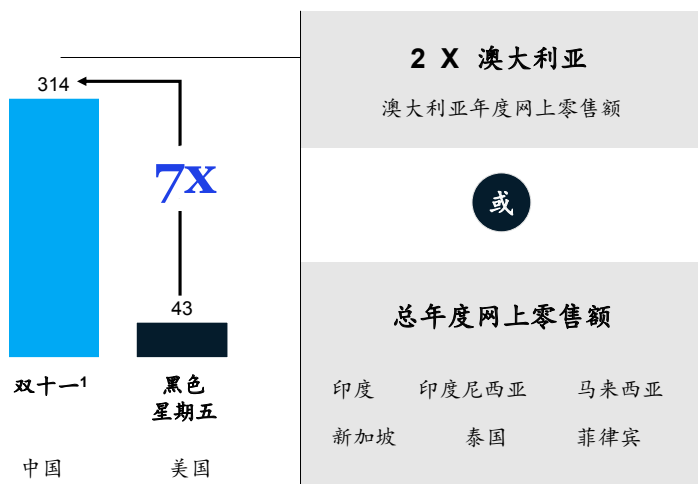 314
7x
43
双十一1
黑色
星期五
中国
美国
2 X 澳大利亚
澳大利亚年度网上零售额
或
总年度网上零售额
印度 印度尼西亚 马来西亚
新加坡 泰国 菲律宾